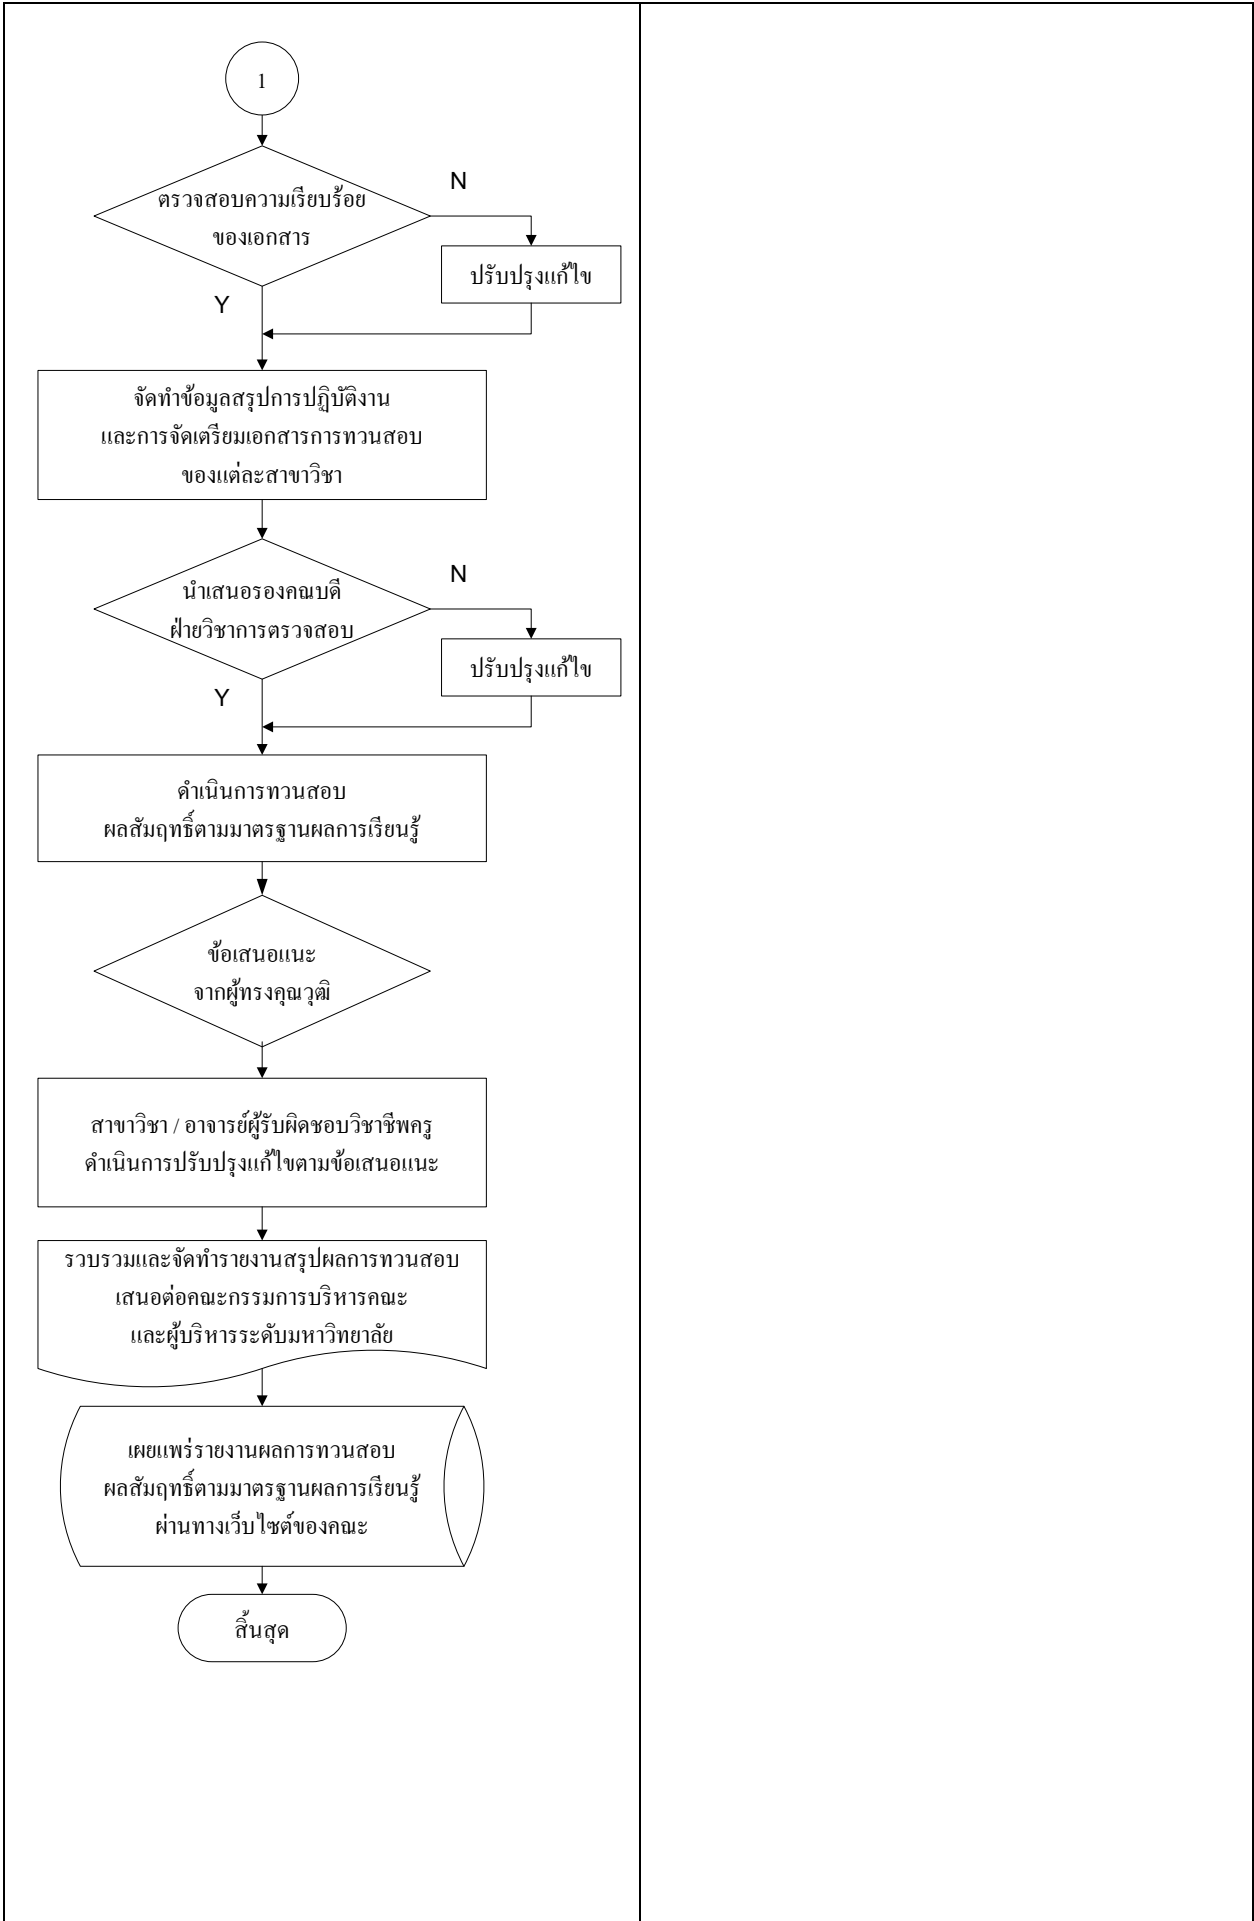 1
ตรวจสอบความเรียบร้อย
ของเอกสาร
N
ปรับปรุงแก้ไข
Y
จัดทำข้อมูลสรุปการปฏิบัติงาน
และการจัดเตรียมเอกสารการทวนสอบ
ของแต่ละสาขาวิชา
นำเสนอรองคณบดี
ฝ่ายวิชาการตรวจสอบ
N
ปรับปรุงแก้ไข
Y
ดำเนินการทวนสอบ
ผลสัมฤทธิ์ตามมาตรฐานผลการเรียนรู้
ข้อเสนอแนะ
จากผู้ทรงคุณวุฒิ
สาขาวิชา / อาจารย์ผู้รับผิดชอบวิชาชีพครู
ดำเนินการปรับปรุงแก้ไขตามข้อเสนอแนะ
รวบรวมและจัดทำรายงานสรุปผลการทวนสอบ
เสนอต่อคณะกรรมการบริหารคณะ
และผู้บริหารระดับมหาวิทยาลัย
เผยแพร่รายงานผลการทวนสอบ
ผลสัมฤทธิ์ตามมาตรฐานผลการเรียนรู้
ผ่านทางเว็บไซต์ของคณะ
สิ้นสุด